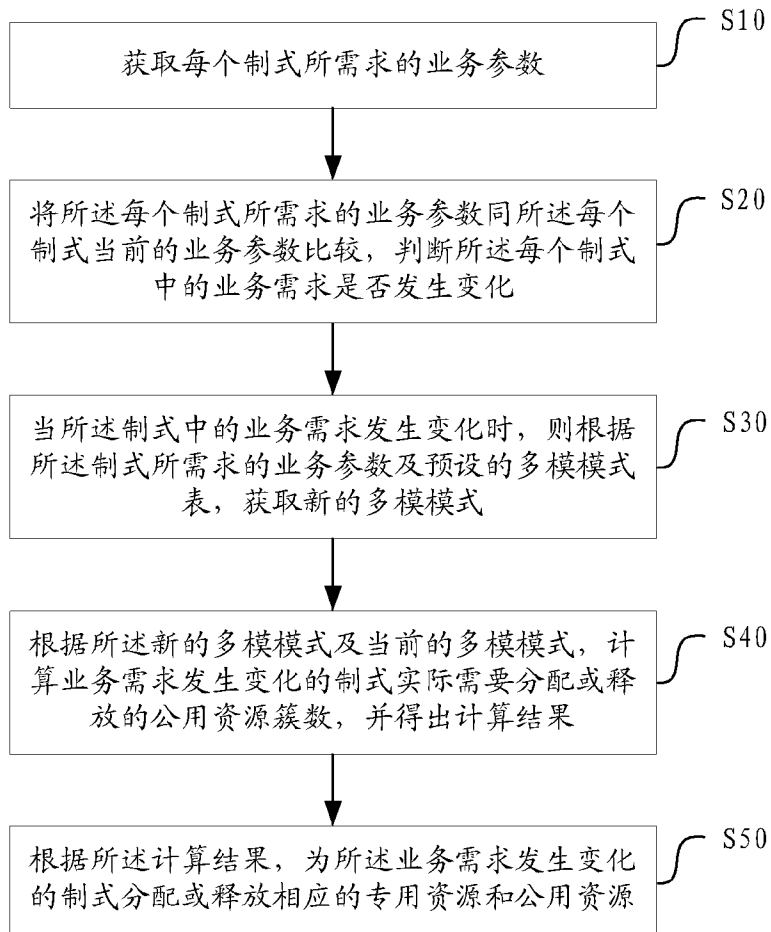 获取每个制式所需求的业务参数
S10
将所述每个制式所需求的业务参数同所述每个
制式当前的业务参数比较，判断所述每个制式
中的业务需求是否发生变化
S20
当所述制式中的业务需求发生变化时，则根据
所述制式所需求的业务参数及预设的多模模式
表，获取新的多模模式
S30
根据所述新的多模模式及当前的多模模式，计
算业务需求发生变化的制式实际需要分配或释
放的公用资源簇数，并得出计算结果
S40
根据所述计算结果，为所述业务需求发生变化
的制式分配或释放相应的专用资源和公用资源
S50